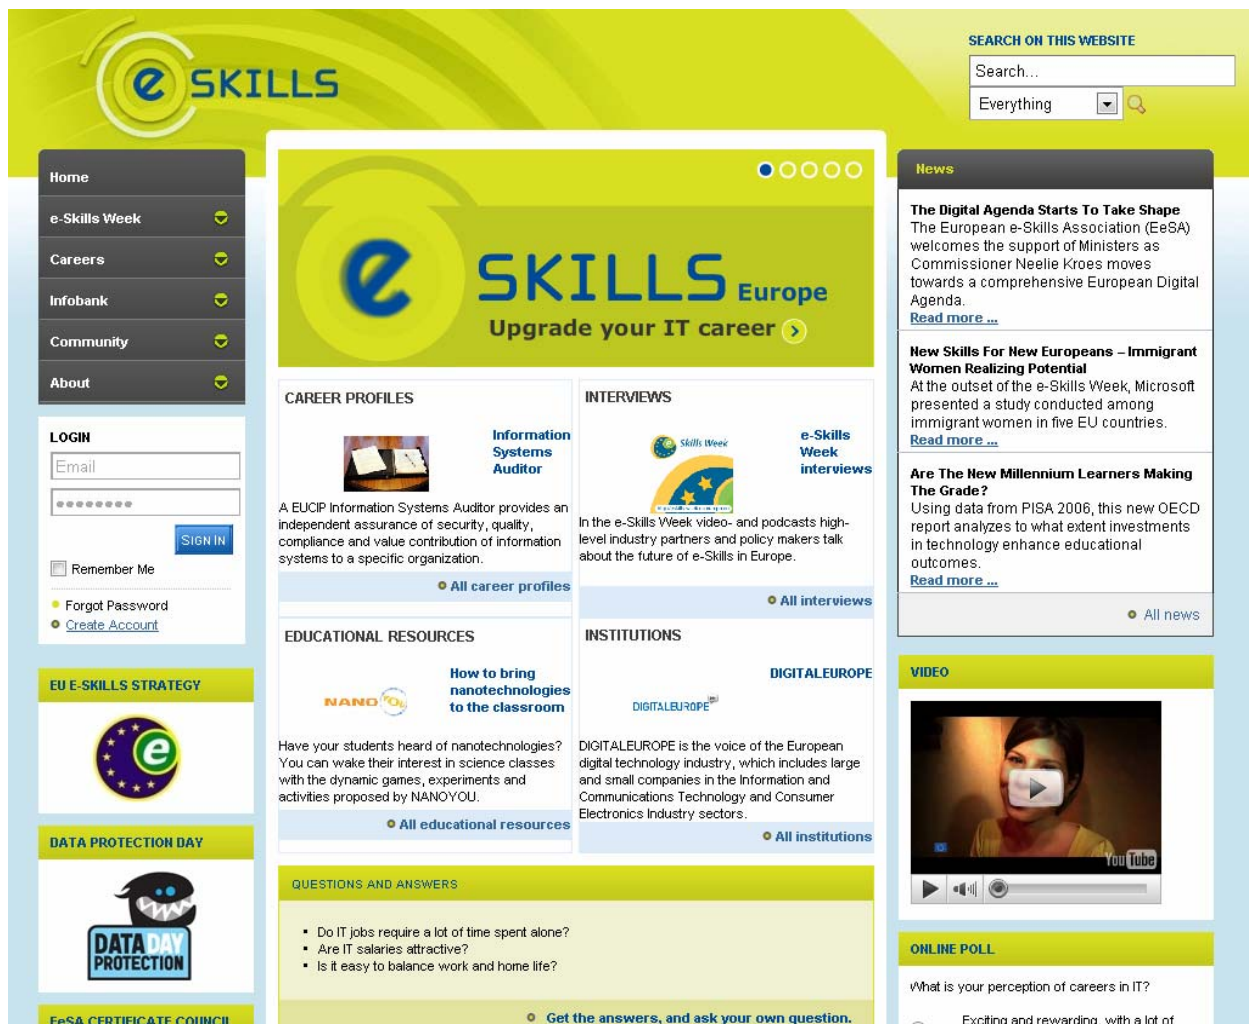 e SKILLS
SEARCH ON THIS WEBSITE
Search...
Everything
Home
e-Skills Week
Careers
Infobank
Community
About
LOGIN
Email
SIGN IN
Remember Me
Forgot Password
Create Account
EU E-SKILLS STRATEGY
e
DATA PROTECTION DAY
DATA DAY
PROTECTION
EeSA CERTIFICATE COUNCIL
e SKILLS Europe
Upgrade your IT career
CAREER PROFILES
Information
Systems
Auditor
A EUCIP Information Systems Auditor provides an
independent assurance of security, quality,
compliance and value contribution of information
systems to a specific organization.
All career profiles
INTERVIEWS
Skills Week
e-Skills
Week
interviews
In the e-Skills Week video- and podcasts high-
level industry partners and policy makers talk
about the future of e-Skills in Europe.
All interviews
EDUCATIONAL RESOURCES
NANO YOU
How to bring
nanotechnologies
to the classroom
Have your students heard of nanotechnologies?
You can wake their interest in science classes
with the dynamic games, experiments and
activities proposed by NANOYOU.
All educational resources
INSTITUTIONS
DIGITALEUROPE
DIGITALEUROPE
DIGITALEUROPE is the voice of the European
digital technology industry, which includes large
and small companies in the Information and
Communications Technology and Consumer
Electronics Industry sectors.
All institutions
QUESTIONS AND ANSWERS
Do IT jobs require a lot of time spent alone?
Are IT salaries attractive?
Is it easy to balance work and home life?
Get the answers, and ask your own question.
News
The Digital Agenda Starts To Take Shape
The European e-Skills Association (EeSA)
welcomes the support of Ministers as
Commissioner Neelie Kroes moves
towards a comprehensive European Digital
Agenda.
Read more ...
New Skills For New Europeans – Immigrant
Women Realizing Potential
At the outset of the e-Skills Week, Microsoft
presented a study conducted among
immigrant women in five EU countries.
Read more ...
Are The New Millennium Learners Making
The Grade?
Using data from PISA 2006, this new OECD
report analyzes to what extent investments
in technology enhance educational
outcomes.
Read more ...
All news
VIDEO
YouTube
ONLINE POLL
What is your perception of careers in IT?
Exciting and rewarding, with a lot of